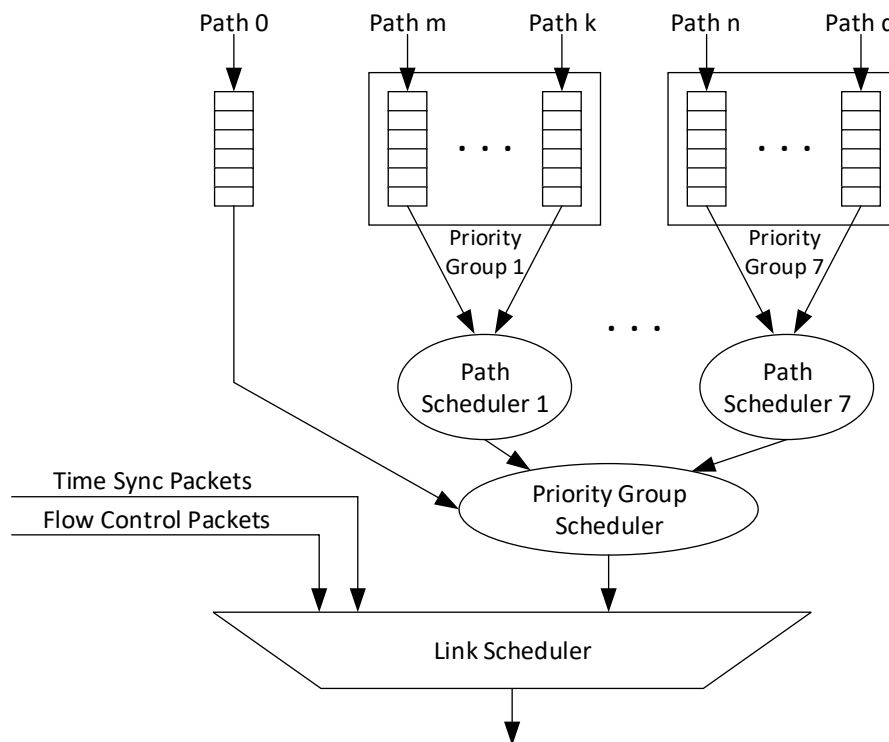 Path 0
Path m
Path k
Path n
Path
. . .
. . .
Priority
Group 1
Priority
Group 7
. . .
Path
Scheduler 1
Path
Scheduler 7
Time Sync Packets
Flow Control Packets
Priority Group
Scheduler
Link Scheduler